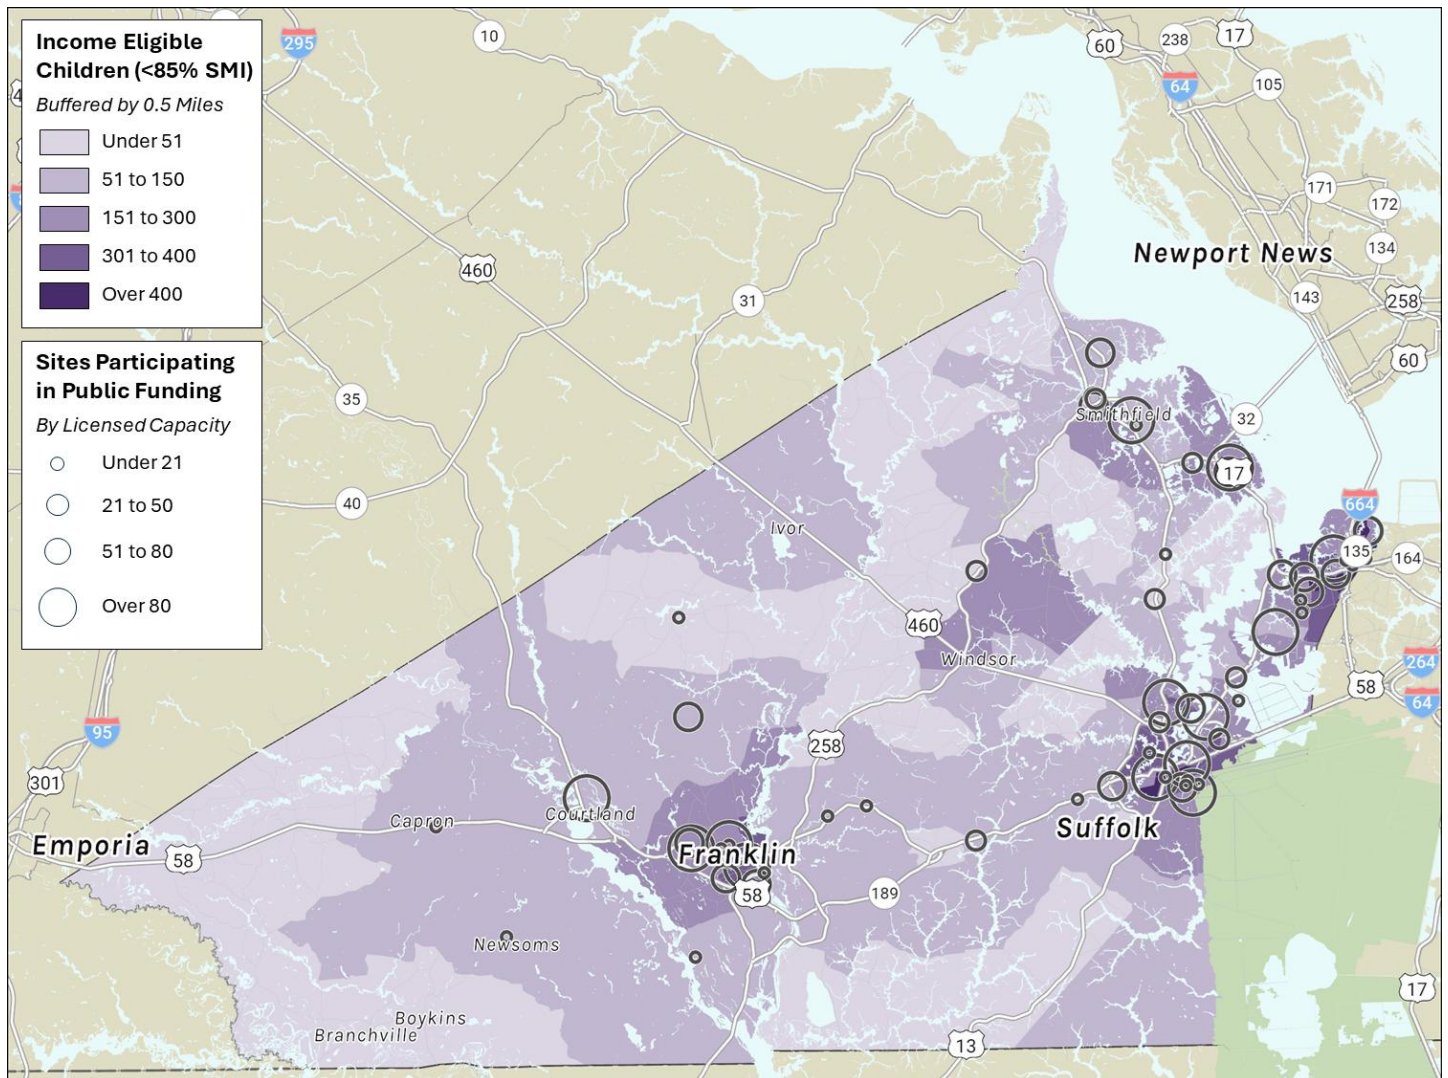 Income Eligible
Children (<85% SMI)
Buffered by 0.5 Miles
Under 51
51 to 150
151 to 300
301 to 400
Over 400
Sites Participating
in Public Funding
By Licensed Capacity
Under 21
21 to 50
51 to 80
Over 80
295
10
60
238
17
64
105
171
172
134
Newport News
460
31
143
258
60
35
Smithfield
32
17
40
664
Ivor
135
164
460
Windsor
264
58
64
95
258
301
Courtland
Capron
Suffolk
Emporia
58
Franklin
58
189
Newsoms
17
Boykins
Branchville
13